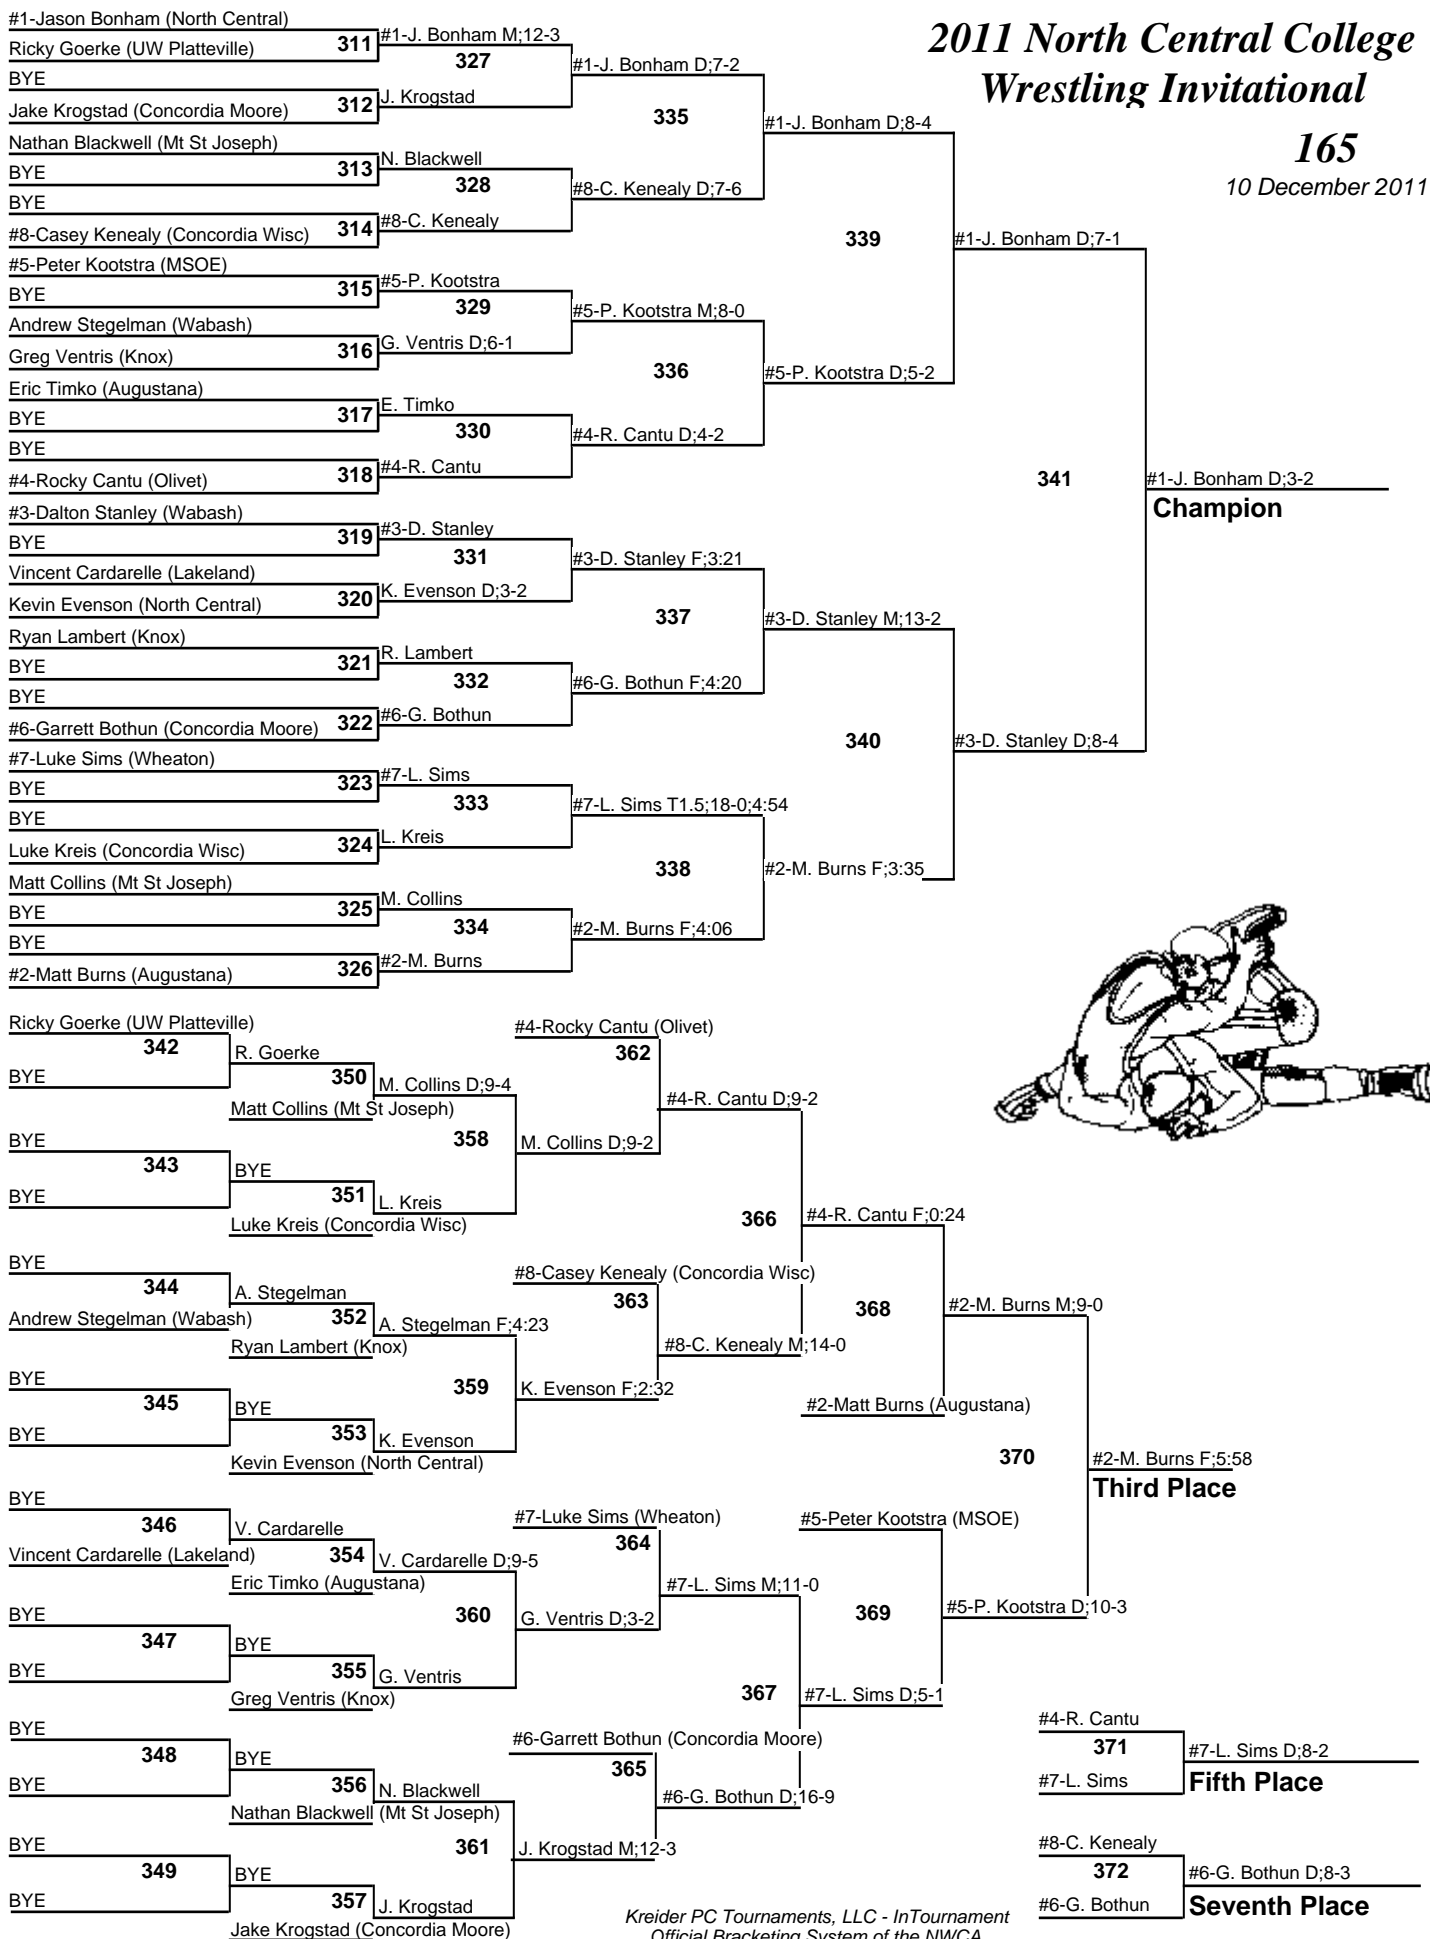 2011 North Central College
Wrestling Invitational
165
10 December 2011
#1-Jason Bonham (North Central)
Ricky Goerke (UW Platteville)
311
BYE
Jake Krogstad (Concordia Moore)
312
Nathan Blackwell (Mt St Joseph)
BYE
313
BYE
#8-Casey Kenealy (Concordia Wisc)
314
#5-Peter Kootstra (MSOE)
BYE
315
Andrew Stegelman (Wabash)
Greg Ventris (Knox)
316
Eric Timko (Augustana)
BYE
317
BYE
#4-Rocky Cantu (Olivet)
318
#3-Dalton Stanley (Wabash)
BYE
319
Vincent Cardarelle (Lakeland)
Kevin Evenson (North Central)
320
Ryan Lambert (Knox)
BYE
321
BYE
#6-Garrett Bothun (Concordia Moore)
322
#7-Luke Sims (Wheaton)
BYE
323
BYE
Luke Kreis (Concordia Wisc)
324
Matt Collins (Mt St Joseph)
BYE
325
BYE
#2-Matt Burns (Augustana)
326
#1-J. Bonham M;12-3
327
J. Krogstad
N. Blackwell
328
#8-C. Kenealy
#5-P. Kootstra
329
G. Ventris D;6-1
E. Timko
330
#4-R. Cantu
#3-D. Stanley
331
K. Evenson D;3-2
R. Lambert
332
#6-G. Bothun
#7-L. Sims
333
L. Kreis
M. Collins
334
#2-M. Burns
#1-J. Bonham D;7-2
335
#8-C. Kenealy D;7-6
#5-P. Kootstra M;8-0
336
#4-R. Cantu D;4-2
#3-D. Stanley F;3:21
337
#6-G. Bothun F;4:20
#7-L. Sims T1.5;18-0;4:54
338
#2-M. Burns F;4:06
#1-J. Bonham D;8-4
339
#5-P. Kootstra D;5-2
#3-D. Stanley M;13-2
340
#2-M. Burns F;3:35
#1-J. Bonham D;7-1
341
#3-D. Stanley D;8-4
#1-J. Bonham D;3-2
Champion
Ricky Goerke (UW Platteville)
342
BYE
BYE
343
BYE
BYE
344
Andrew Stegelman (Wabash)
BYE
345
BYE
BYE
346
Vincent Cardarelle (Lakeland)
BYE
347
BYE
BYE
348
BYE
BYE
349
BYE
R. Goerke
350
Matt Collins (Mt St Joseph)
BYE
351
Luke Kreis (Concordia Wisc)
A. Stegelman
352
Ryan Lambert (Knox)
BYE
353
Kevin Evenson (North Central)
V. Cardarelle
354
Eric Timko (Augustana)
BYE
355
Greg Ventris (Knox)
BYE
356
Nathan Blackwell (Mt St Joseph)
BYE
357
Jake Krogstad (Concordia Moore)
M. Collins D;9-4
358
L. Kreis
A. Stegelman F;4:23
359
K. Evenson
V. Cardarelle D;9-5
360
G. Ventris
N. Blackwell
361
J. Krogstad
#4-Rocky Cantu (Olivet)
362
M. Collins D;9-2
#8-Casey Kenealy (Concordia Wisc)
363
K. Evenson F;2:32
#7-Luke Sims (Wheaton)
364
G. Ventris D;3-2
#6-Garrett Bothun (Concordia Moore)
365
J. Krogstad M;12-3
#4-R. Cantu D;9-2
366
#8-C. Kenealy M;14-0
#7-L. Sims M;11-0
367
#6-G. Bothun D;16-9
#4-R. Cantu F;0:24
368
#2-Matt Burns (Augustana)
#5-Peter Kootstra (MSOE)
369
#7-L. Sims D;5-1
#2-M. Burns M;9-0
370
#5-P. Kootstra D;10-3
#2-M. Burns F;5:58
Third Place
#4-R. Cantu
371
#7-L. Sims
#7-L. Sims D;8-2
Fifth Place
#8-C. Kenealy
372
#6-G. Bothun
#6-G. Bothun D;8-3
Seventh Place
Kreider PC Tournaments, LLC - InTournament
Official Bracketing System of the NWCA